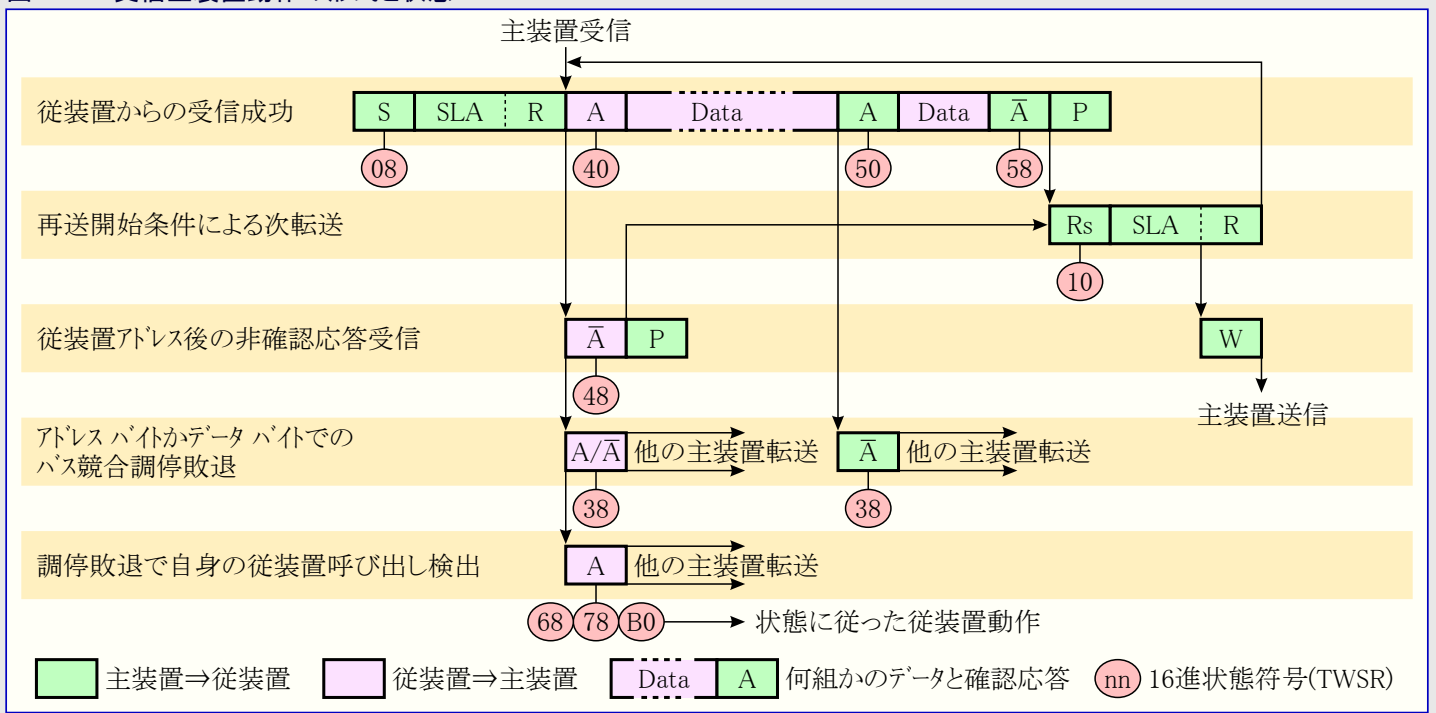 主装置受信
従装置からの受信成功
S SLA R A Data A Data A̅ P
08 40 50 58
再送開始条件による次転送
Rs SLA R
10
従装置アドレス後の非確認応答受信
A̅ P W
48
主装置送信
アドレス バイトかデータ バイトでの
バス競合調停敗退
A/A̅ 他の主装置転送 A̅ 他の主装置転送
38 38
調停敗退で自身の従装置呼び出し検出
A 他の主装置転送
68 78 B0 状態に従った従装置動作
主装置⇒従装置 従装置⇒主装置 Data A 何組かのデータと確認応答 nn 16進状態符号(TWSR)